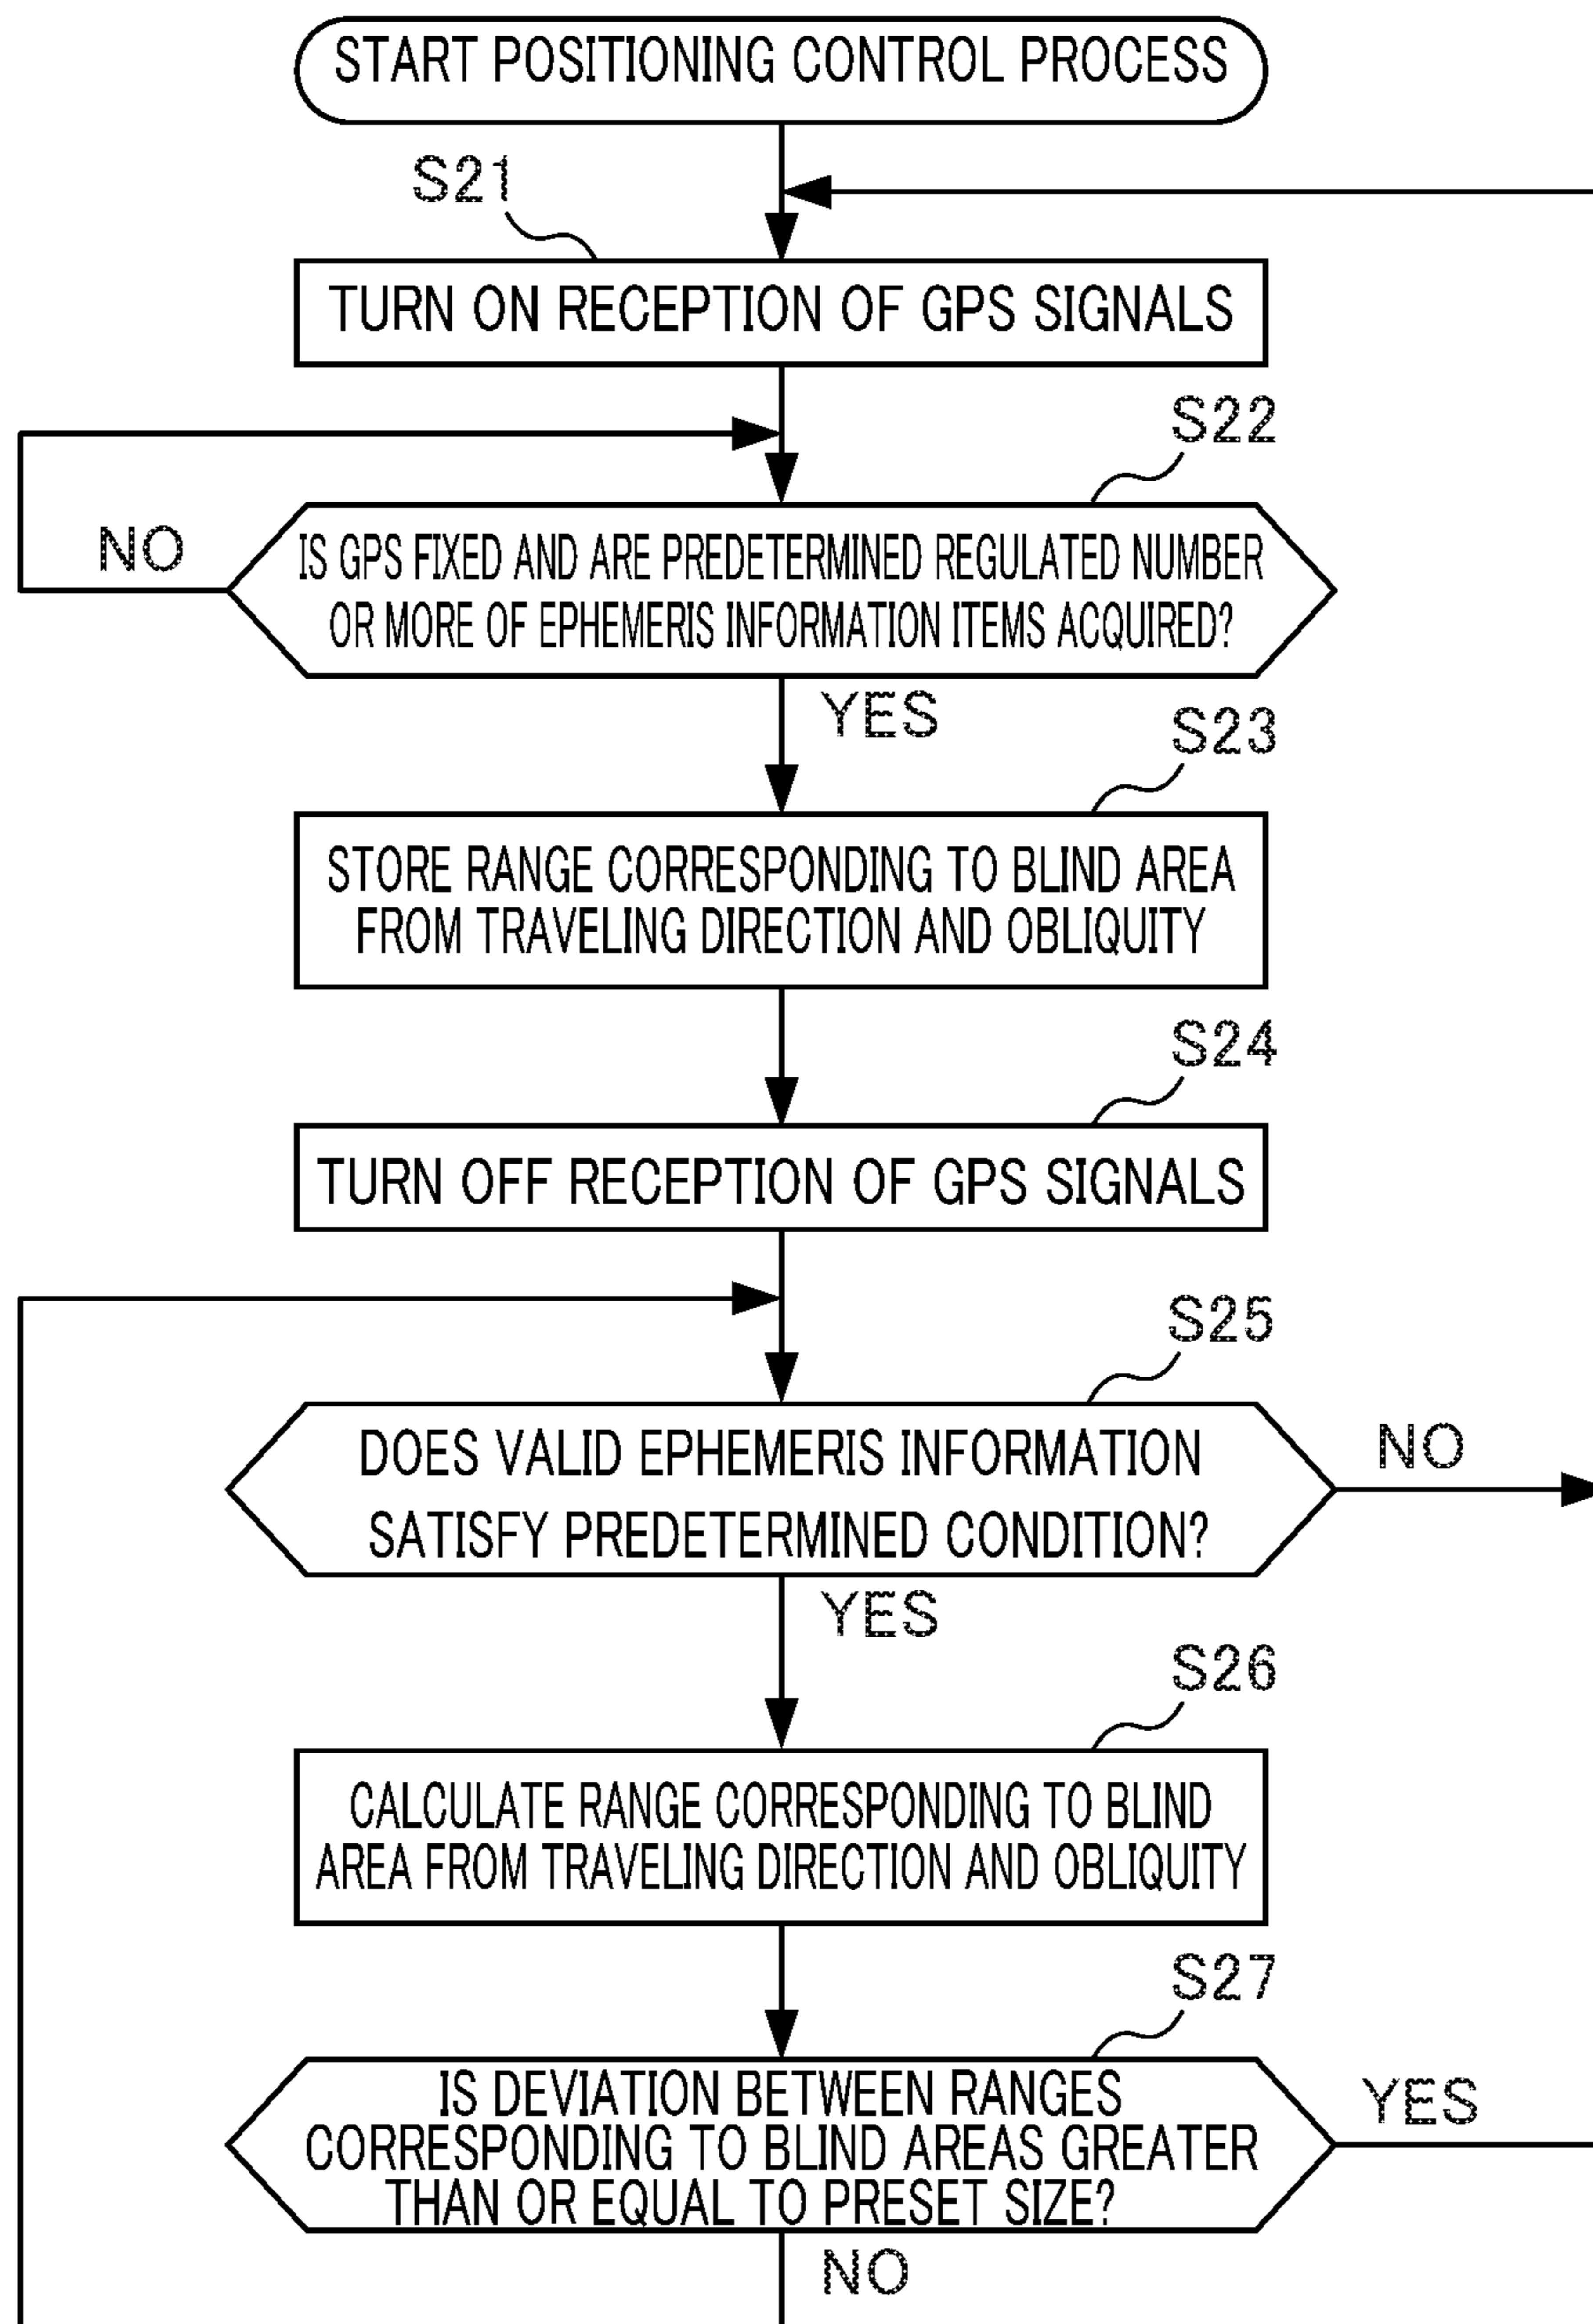 START POSITIONING CONTROL PROCESS
S21
TURN ON RECEPTION OF GPS SIGNALS
S22
NO
IS GPS FIXED AND ARE PREDETERMINED REGULATED NUMBER
OR MORE OF EPHEMERIS INFORMATION ITEMS ACQUIRED?
YES
S23
STORE RANGE CORRESPONDING TO BLIND AREA
FROM TRAVELING DIRECTION AND OBLIQUITY
S24
TURN OFF RECEPTION OF GPS SIGNALS
S25
DOES VALID EPHEMERIS INFORMATION
SATISFY PREDETERMINED CONDITION?
NO
YES
S26
CALCULATE RANGE CORRESPONDING TO BLIND
AREA FROM TRAVELING DIRECTION AND OBLIQUITY
S27
IS DEVIATION BETWEEN RANGES
CORRESPONDING TO BLIND AREAS GREATER
THAN OR EQUAL TO PRESET SIZE?
YES
NO